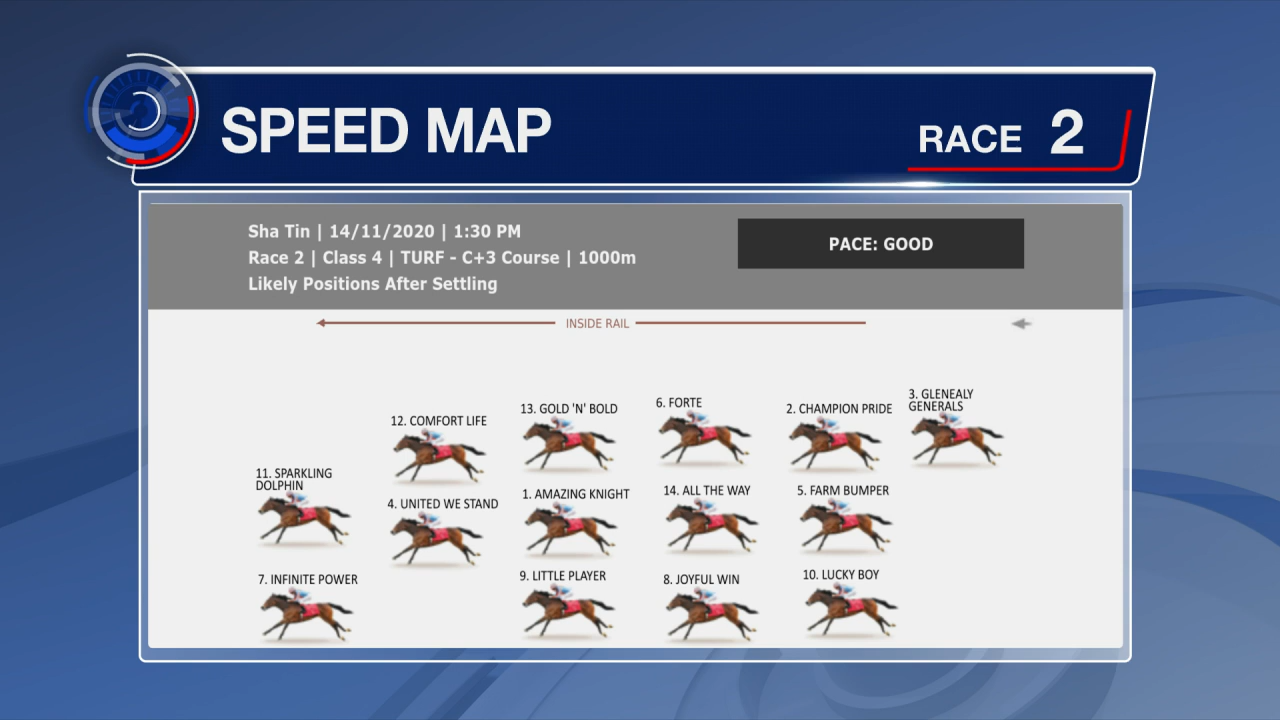 SPEED MAP
RACE 2
Sha Tin | 14/11/2020 | 1:30 PM
Race 2 | Class 4 | TURF - C+3 Course | 1000m
Likely Positions After Settling
PACE: GOOD
INSIDE RAIL
3. GLENEALY
GENERALS
6. FORTE
13. GOLD 'N' BOLD
2. CHAMPION PRIDE
12. COMFORT LIFE
11. SPARKLING
DOLPHIN
4. UNITED WE STAND
1. AMAZING KNIGHT
14. ALL THE WAY
5. FARM BUMPER
7. INFINITE POWER
9. LITTLE PLAYER
8. JOYFUL WIN
10. LUCKY BOY